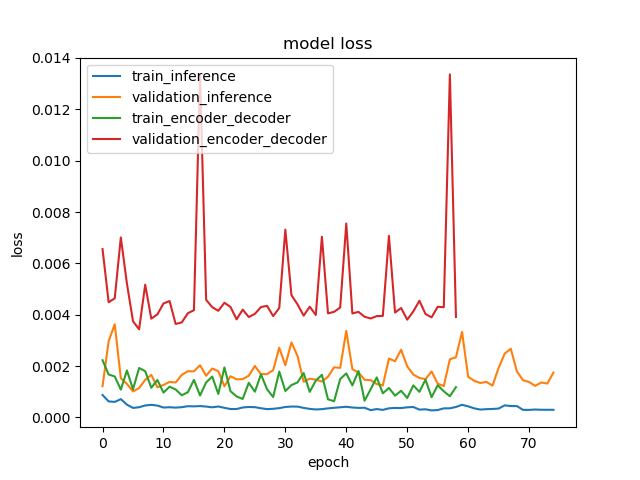 model loss
0.014
0.012
0.010
0.008
0.006
0.004
0.002
0.000
loss
train_inference
validation_inference
train_encoder_decoder
validation_encoder_decoder
0 10 20 30 40 50 60 70
epoch